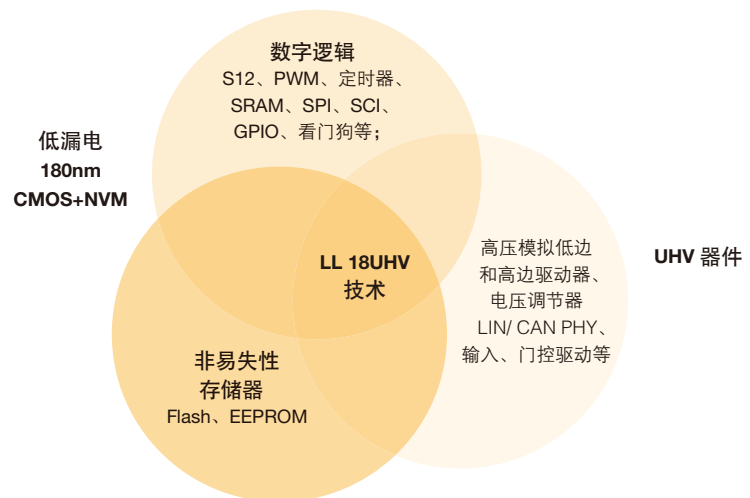 数字逻辑
S12、PWM、定时器、
SRAM、SPI、SCI、
GPIO、看门狗等；
低漏电
180nm
CMOS+NVM
LL 18UHV
技术
高压模拟低边
和高边驱动器、
电压调节器
LIN/ CAN PHY、
输入、门控驱动等
UHV 器件
非易失性
存储器
Flash、EEPROM